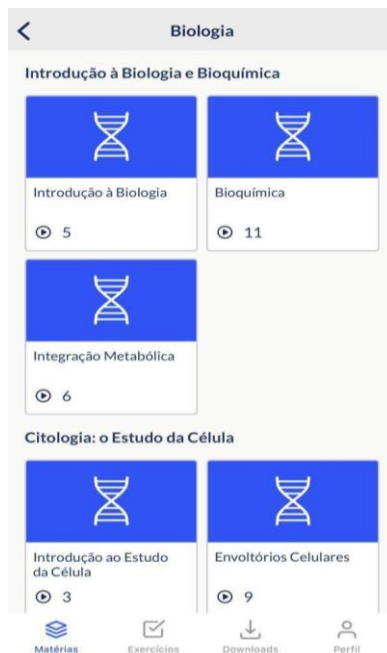 Biologia
Introdução à Biologia e Bioquímica
Introdução à Biologia
5
Bioquímica
11
Integração Metabólica
6
Citologia: o Estudo da Célula
Introdução ao Estudo
da Célula
3
Envoltórios Celulares
9
Matérias
Exercícios
Downloads
Perfil